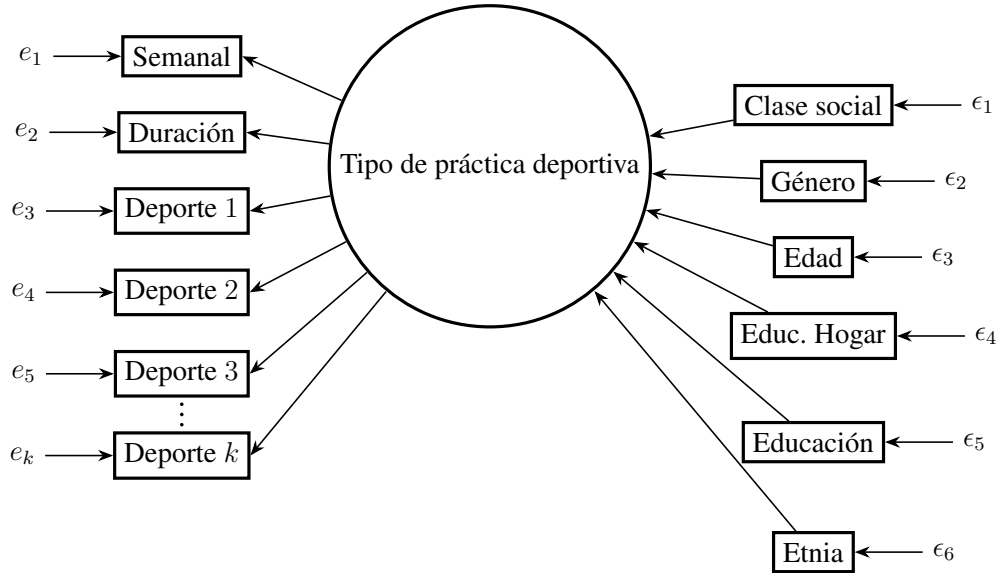 e₁
Semanal
e₂
Duración
e₃
Deporte 1
e₄
Deporte 2
e₅
Deporte 3
⋮
eₖ
Deporte k
Tipo de práctica deportiva
Clase social
ϵ₁
Género
ϵ₂
Edad
ϵ₃
Educ. Hogar
ϵ₄
Educación
ϵ₅
Etnia
ϵ₆